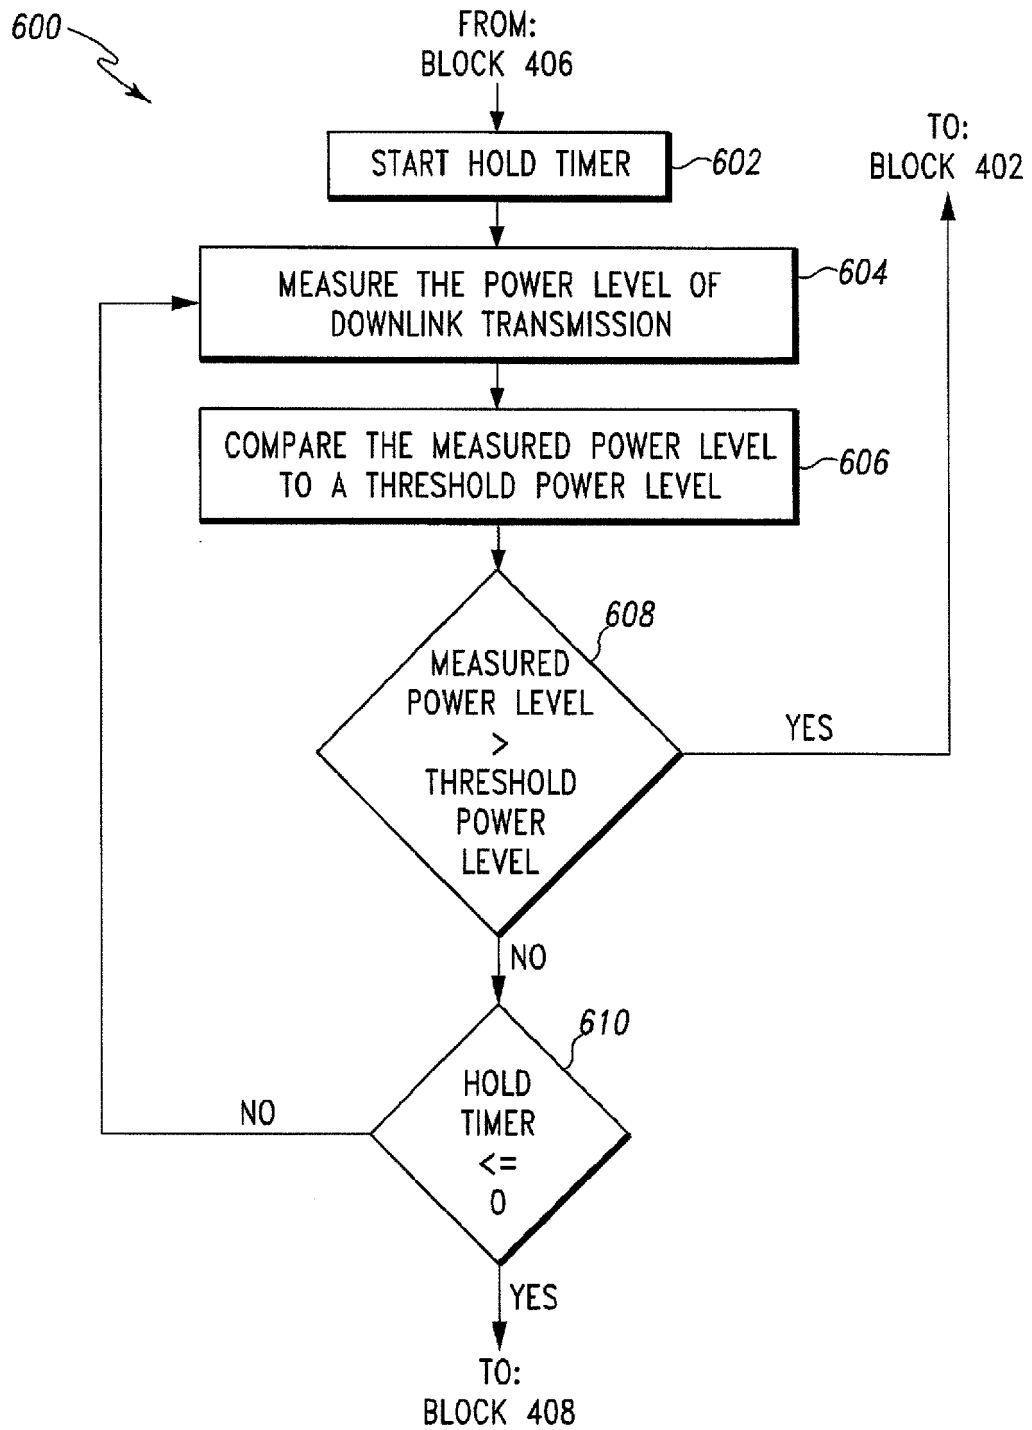 600
FROM:
BLOCK 406
TO:
BLOCK 402
START HOLD TIMER
602
MEASURE THE POWER LEVEL OF
DOWNLINK TRANSMISSION
604
COMPARE THE MEASURED POWER LEVEL
TO A THRESHOLD POWER LEVEL
606
608
MEASURED
POWER LEVEL
>
THRESHOLD
POWER
LEVEL
YES
NO
610
HOLD
TIMER
<=
0
NO
YES
TO:
BLOCK 408